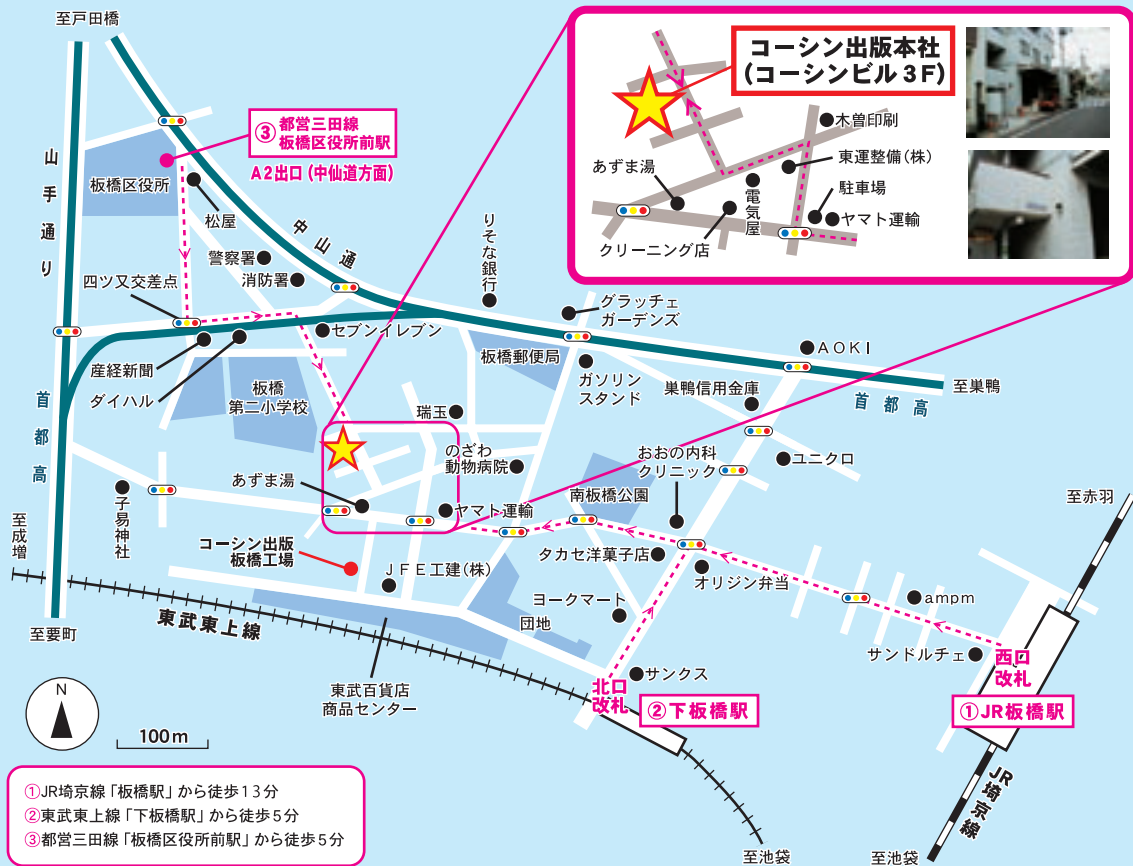 至戸田橋
山手通り
③ 都営三田線
板橋区役所前駅
A2出口（中仙道方面）
板橋区役所
松屋
中山通
警察署
消防署
四ツ又交差点
りそな銀行
グラッチェ
ガーデンズ
セブンイレブン
産経新聞
ダイハル
板橋
第二小学校
板橋郵便局
ガソリン
スタンド
AOKI
巣鴨信用金庫
至巣鴨
首都高
首都高
瑞玉
のざわ
動物病院
おおの内科
クリニック
ユニクロ
あずま湯
ヤマト運輸
南板橋公園
至赤羽
子易神社
至成増
コーシン出版
板橋工場
JFE工建(株)
タカセ洋菓子店
オリジン弁当
ヨークマート
団地
ampm
サンドルチェ
西口
改札
①JR板橋駅
サンクス
北口
改札
②下板橋駅
至要町
東武東上線
東武百貨店
商品センター
N
100m
JR埼京線
至池袋
至池袋
コーシン出版本社
(コーシンビル3F)
木曽印刷
東運整備(株)
駐車場
ヤマト運輸
あずま湯
電気屋
クリーニング店
①JR埼京線「板橋駅」から徒歩13分
②東武東上線「下板橋駅」から徒歩5分
③都営三田線「板橋区役所前駅」から徒歩5分